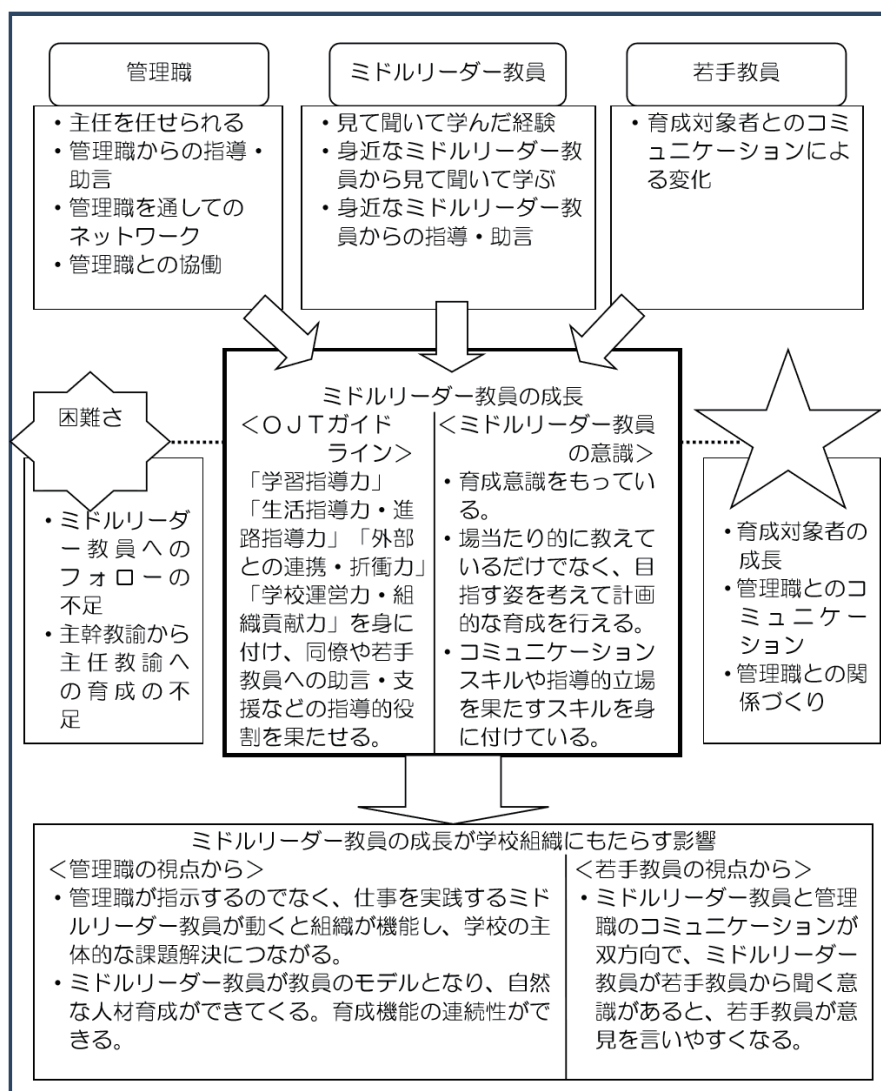 管理職
・主任を任せられる
・管理職からの指導・
助言
・管理職を通しての
ネットワーク
・管理職との協働
ミドルリーダー教員
・見て聞いて学んだ経験
・身近なミドルリーダー教
員から見て聞いて学ぶ
・身近なミドルリーダー教
員からの指導・助言
若手教員
・育成対象者とのコミ
ュニケーションによ
る変化
困難さ
・ミドルリーダ
ー教員への
フォローの
不足
・主幹教諭から
主任教諭へ
の育成の不
足
ミドルリーダー教員の成長
＜ＯＪＴガイド
ライン＞
「学習指導力」
「生活指導力・進
路指導力」「外部
との連携・折衝力」
「学校運営力・組
織貢献力」を身に
付け、同僚や若手
教員への助言・支
援などの指導的役
割を果たせる。
＜ミドルリーダー教員
の意識＞
・育成意識をもってい
る。
・場当たり的に教えて
いるだけでなく、目
指す姿を考えて計画
的な育成を行える。
・コミュニケーション
スキルや指導的立場
を果たすスキルを身
に付けている。
・育成対象者の
成長
・管理職とのコ
ミュニケー
ション
・管理職との関
係づくり
ミドルリーダー教員の成長が学校組織にもたらす影響
＜管理職の視点から＞
・管理職が指示するのでなく、仕事を実践するミ
ドルリーダー教員が動くと組織が機能し、学校の主
体的な課題解決につながる。
・ミドルリーダー教員が教員のモデルとなり、自然
な人材育成ができてくる。育成機能の連続性がで
きる。
＜若手教員の視点から＞
・ミドルリーダー教員と管理
職のコミュニケーションが
双方向で、ミドルリーダー
教員が若手教員から聞く意
識があると、若手教員が意
見を言いやすくなる。